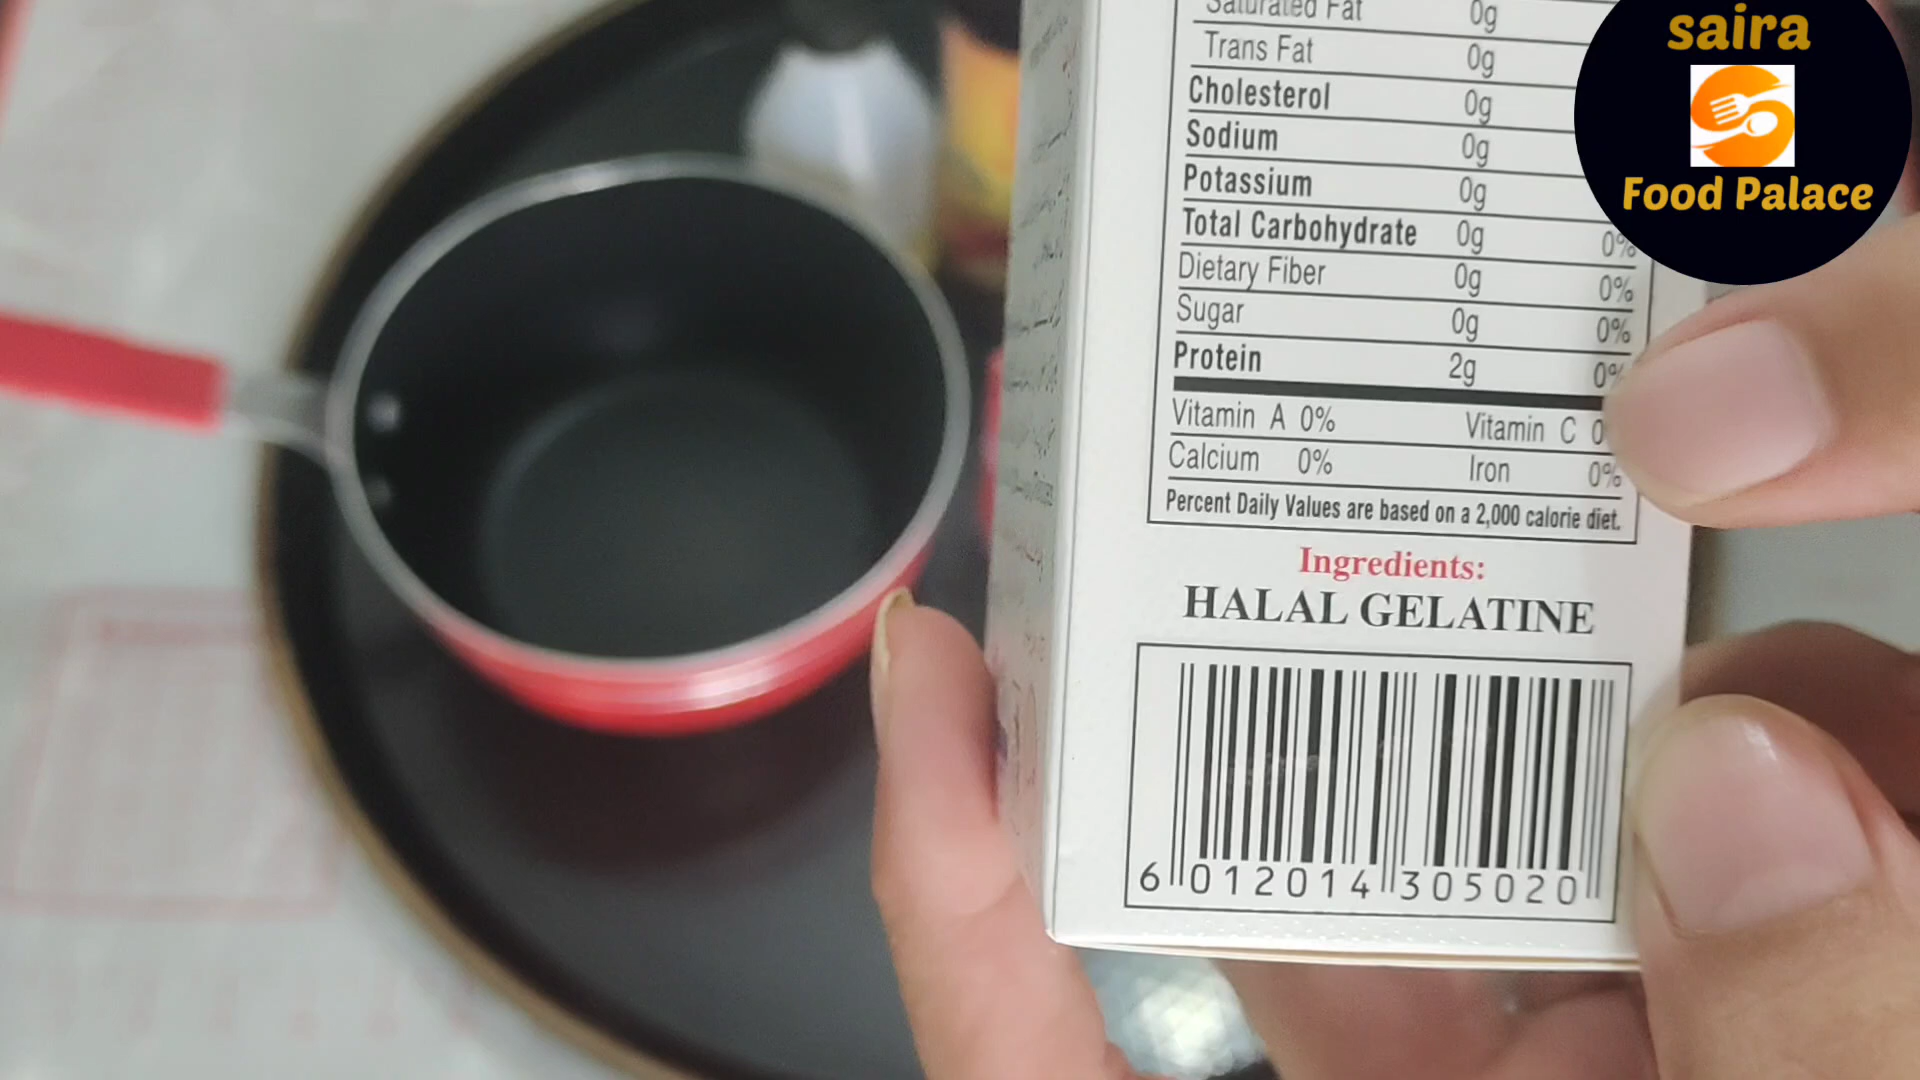 saira
Food Palace
Saturated Fat 0g
Trans Fat 0g
Cholesterol 0g
Sodium 0g
Potassium 0g
Total Carbohydrate 0g 0%
Dietary Fiber 0g 0%
Sugar 0g 0%
Protein 2g 0%
Vitamin A 0% Vitamin C 0
Calcium 0% Iron 0%
Percent Daily Values are based on a 2,000 calorie diet.
Ingredients:
HALAL GELATINE
6 012014 305020